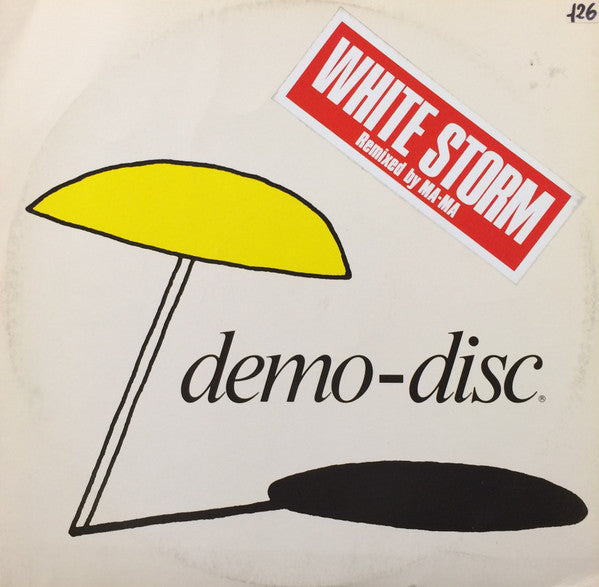 126
WHITE STORM
Remixed by MA-MA
demo-disc®